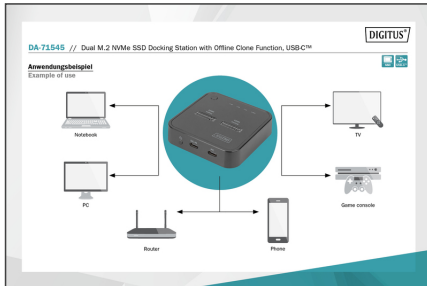 DIGITUS®
DA-71545 // Dual M.2 NVMe SSD Docking Station with Offline Clone Function, USB-C™
Anwendungsbeispiel
Example of use
Notebook
TV
PC
Game console
Router
Phone